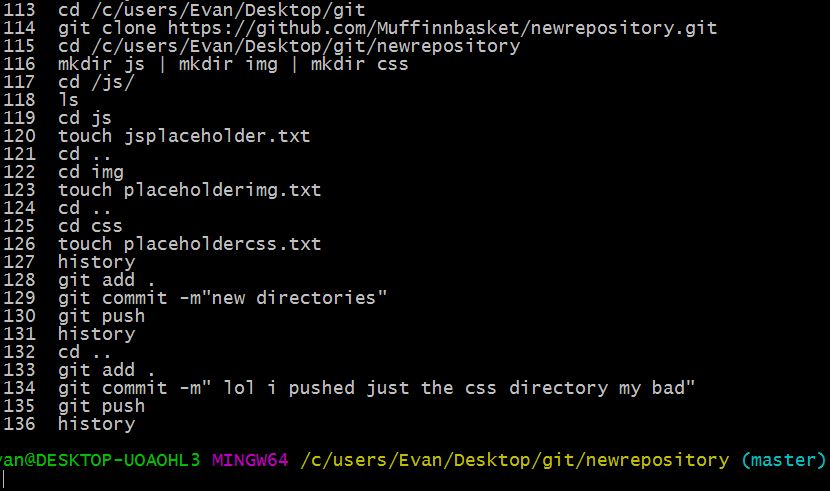 113  cd /c/users/Evan/Desktop/git
114  git clone https://github.com/Muffinnbasket/newrepository.git
115  cd /c/users/Evan/Desktop/git/newrepository
116  mkdir js | mkdir img | mkdir css
117  cd /js/
118  ls
119  cd js
120  touch jsplaceholder.txt
121  cd ..
122  cd img
123  touch placeholderimg.txt
124  cd ..
125  cd css
126  touch placeholdercss.txt
127  history
128  git add .
129  git commit -m"new directories"
130  git push
131  history
132  cd ..
133  git add .
134  git commit -m" lol i pushed just the css directory my bad"
135  git push
136  history
van@DESKTOP-UOAOHL3 MINGW64 /c/users/Evan/Desktop/git/newrepository (master)